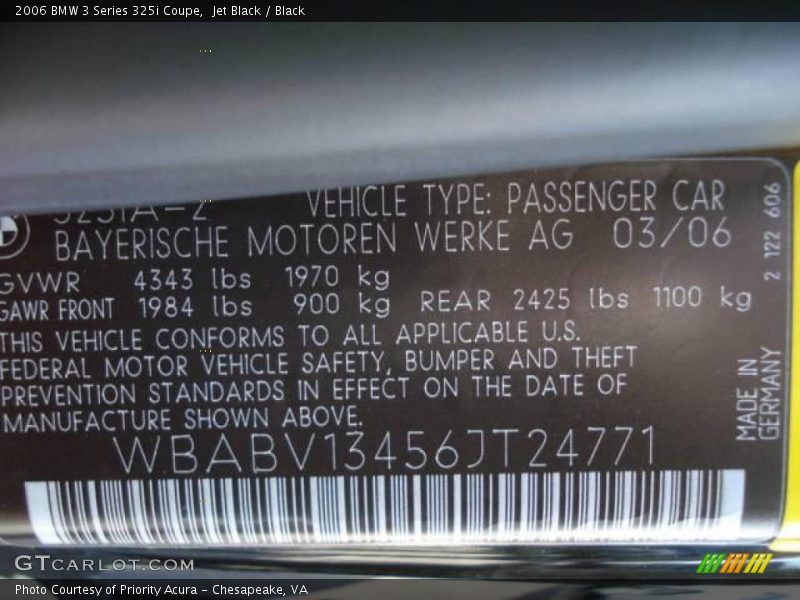 2006 BMW 3 Series 325i Coupe,  Jet Black / Black
325iA-2 VEHICLE TYPE: PASSENGER CAR
BAYERISCHE MOTOREN WERKE AG 03/06
GVWR 4343 lbs 1970 kg
GAWR FRONT 1984 lbs 900 kg REAR 2425 lbs 1100 kg
THIS VEHICLE CONFORMS TO ALL APPLICABLE U.S.
FEDERAL MOTOR VEHICLE SAFETY, BUMPER AND THEFT
PREVENTION STANDARDS IN EFFECT ON THE DATE OF
MANUFACTURE SHOWN ABOVE.
WBABV13456JT24771
2 122 606
MADE IN
GERMANY
GTCARLOT.COM
Photo Courtesy of Priority Acura - Chesapeake, VA